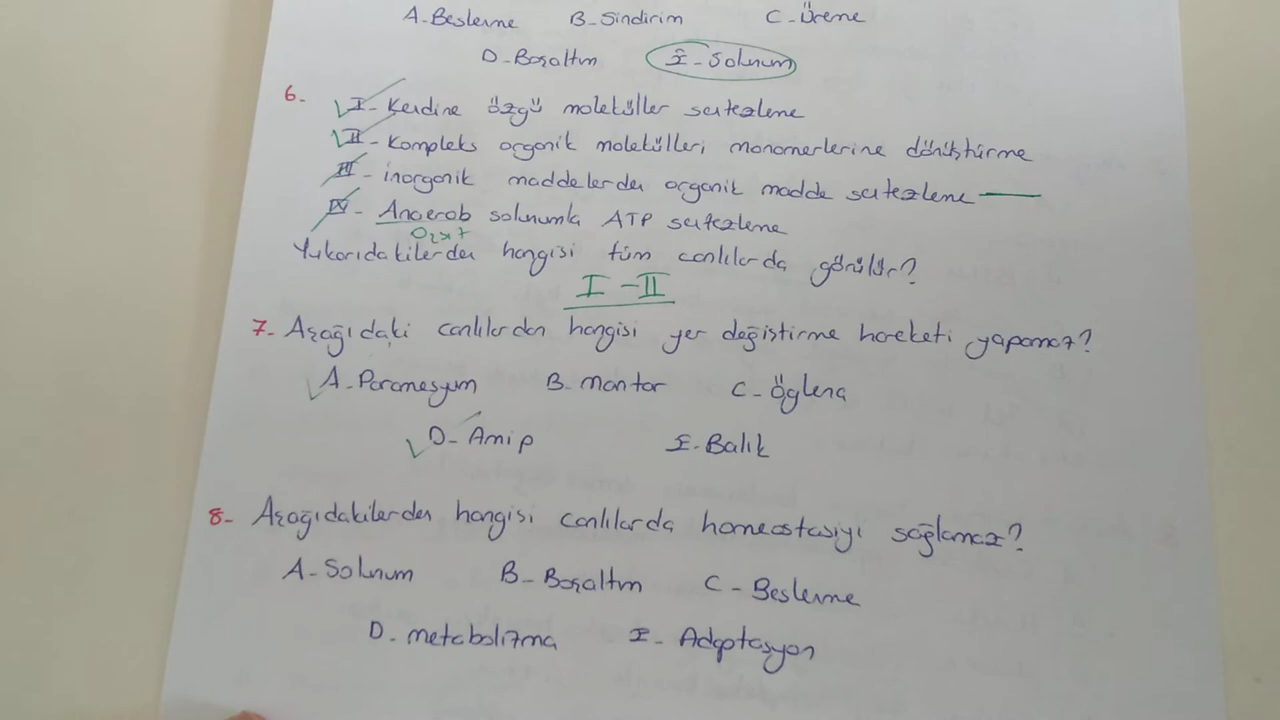 A-Beslenme B-Sindirim C-Üreme
D-Boşaltım E-Solunum
6. I- Kendine özgü moleküller sentezleme
II- Kompleks organik molekülleri monomerlerine dönüştürme
III- inorganik maddelerden organik madde sentezleme
IV- Anaerob solunumla ATP sentezleme
Yukarıdakilerden hangisi tüm canlılarda görülür?
I-II
7- Aşağıdaki canlılardan hangisi yer değiştirme hareketi yapamaz?
A-Paramesyum B-mantar C-Öglena
D-Amip E-Balık
8- Aşağıdakilerden hangisi canlılarda homeostasiyi sağlamaz?
A-Solunum B-Boşaltım C-Beslenme
D-metabolizma E-Adaptasyon